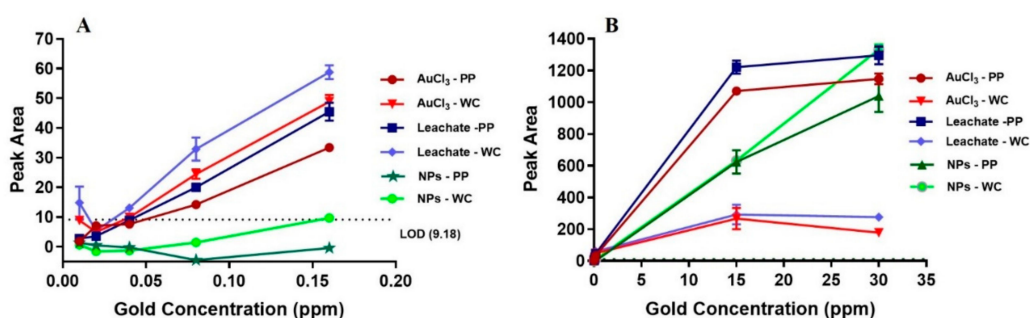 A
Peak Area
70
60
50
40
30
20
10
0
0.00
0.05
0.10
0.15
0.20
Gold Concentration (ppm)
AuCl3 - PP
AuCl3 - WC
Leachate -PP
Leachate - WC
NPs - PP
NPs - WC
LOD (9.18)
B
Peak Area
1400
1200
1000
800
600
400
200
0
0
5
10
15
20
25
30
35
Gold Concentration (ppm)
AuCl3 - PP
AuCl3 - WC
Leachate -PP
Leachate - WC
NPs - PP
NPs - WC